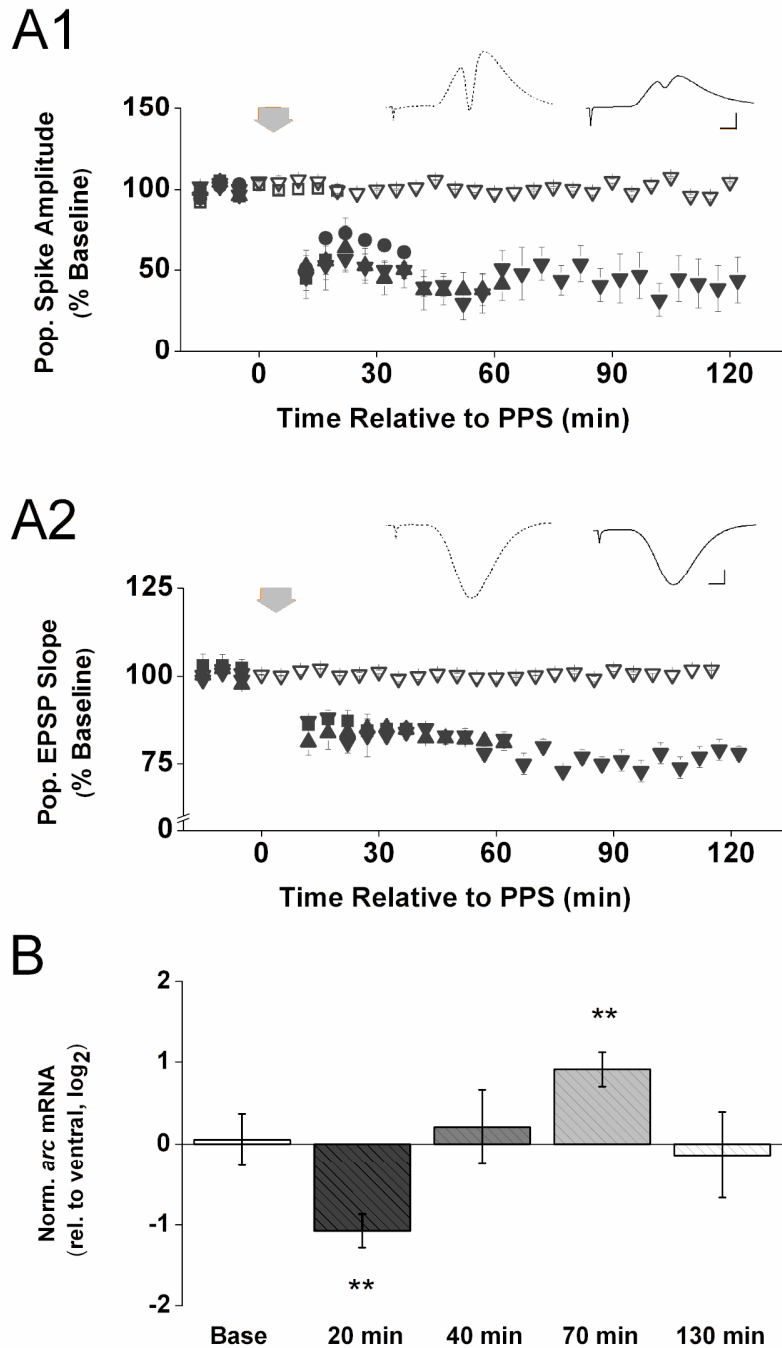 A1
150
100
50
0
Pop. Spike Amplitude
(% Baseline)
0 30 60 90 120
Time Relative to PPS (min)
A2
125
100
75
0
Pop. EPSP Slope
(% Baseline)
0 30 60 90 120
Time Relative to PPS (min)
B
2
1
0
-1
-2
Norm. arc mRNA
(rel. to ventral, log2)
**
**
Base 20 min 40 min 70 min 130 min